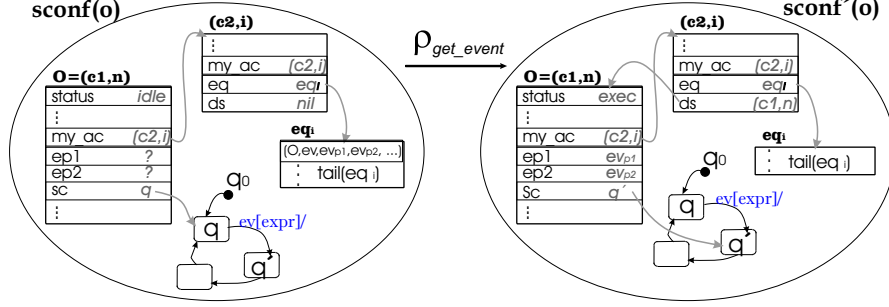 sconf(o)
(c2,i)
⋮
my_ac (c2,i)
eq eqi
ds nil
O=(c1,n)
status idle
⋮
my_ac (c2,i)
ep1 ?
ep2 ?
sc q
⋮
eqi
(O,ev,evp1,evp2, ...)
⋮ tail(eq i)
q0
ev[expr]/
q
q´
ρget_event
sconf´(o)
(c2,i)
⋮
my_ac (c2,i)
eq eqi
ds (c1,n)
O=(c1,n)
status exec
⋮
my_ac (c2,i)
ep1 evp1
ep2 evp2
Sc q´
⋮
eqi
⋮ tail(eq i)
q0
ev[expr]/
q
q´